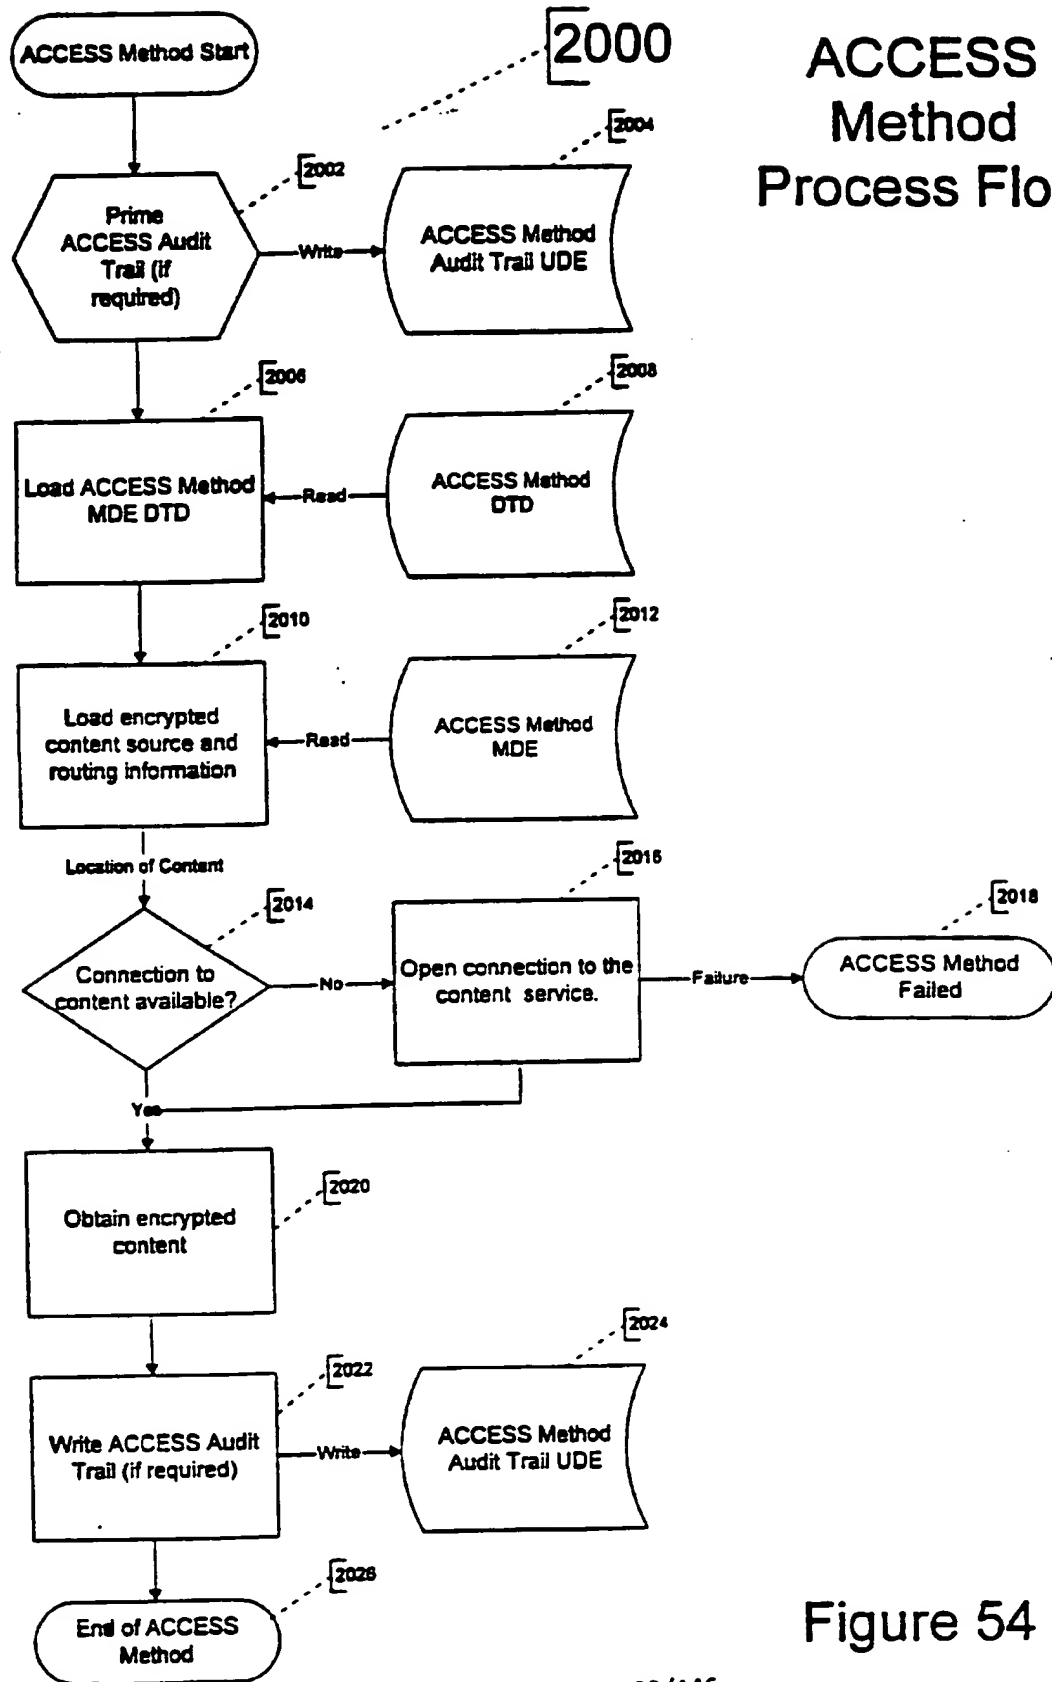 ACCESS
Method
Process Flo
2000
ACCESS Method Start
2002
2004
Prime
ACCESS Audit
Trail (if
required)
Write
ACCESS Method
Audit Trail UDE
2006
2008
Load ACCESS Method
MDE DTD
Read
ACCESS Method
DTD
2010
2012
Load encrypted
content source and
routing information
Read
ACCESS Method
MDE
Location of Content
2014
2016
2018
Connection to
content available?
No
Open connection to the
content service.
Failure
ACCESS Method
Failed
Yes
2020
Obtain encrypted
content
2022
2024
Write ACCESS Audit
Trail (if required)
Write
ACCESS Method
Audit Trail UDE
2026
End of ACCESS
Method
Figure 54